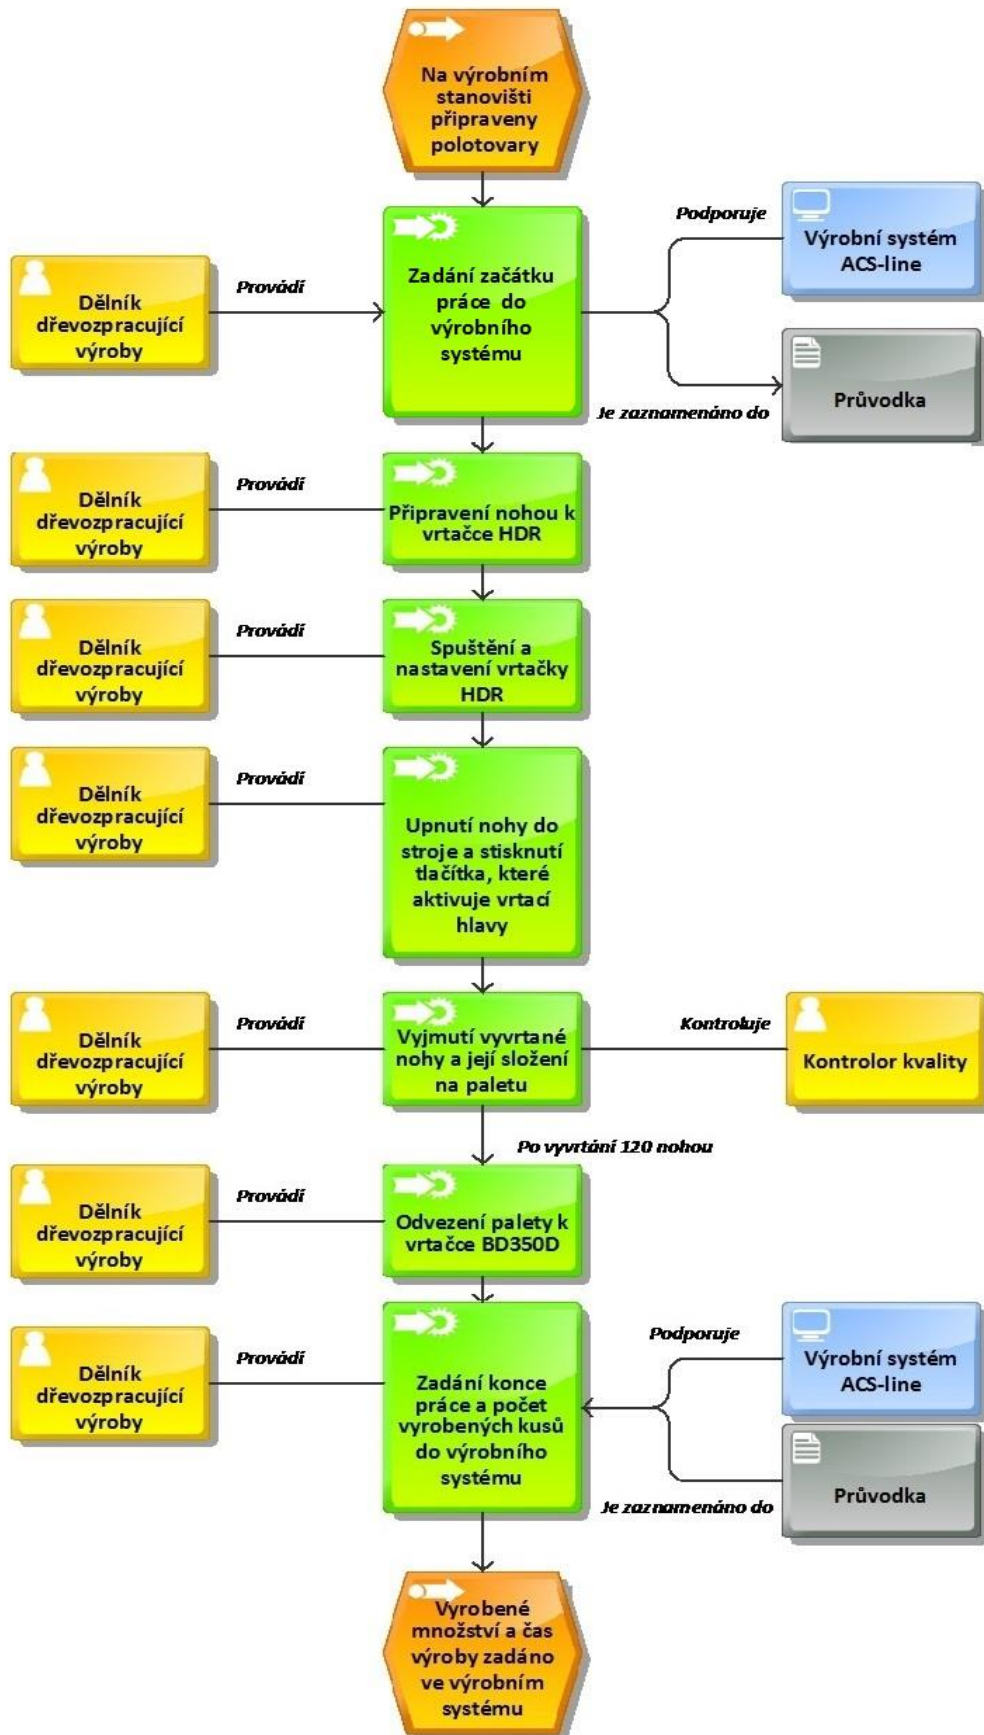 Na výrobním
stanovišti
připraveny
polotovary
Podporuje
Výrobní systém
ACS-line
Dělník
dřevozpracující
výroby
Provádí
Zadání začátku
práce do
výrobního
systému
Je zaznamenáno do
Průvodka
Dělník
dřevozpracující
výroby
Provádí
Připravení nohou k
vrtačce HDR
Dělník
dřevozpracující
výroby
Provádí
Spuštění a
nastavení vrtačky
HDR
Dělník
dřevozpracující
výroby
Provádí
Upnutí nohy do
stroje a stisknutí
tlačítka, které
aktivuje vrtací
hlavy
Dělník
dřevozpracující
výroby
Provádí
Vyjmutí vyvrtané
nohy a její složení
na paletu
Kontroluje
Kontrolor kvality
Po vyvrtání 120 nohou
Dělník
dřevozpracující
výroby
Provádí
Odvezení palety k
vrtačce BD350D
Dělník
dřevozpracující
výroby
Provádí
Zadání konce
práce a počet
vyrobených kusů
do výrobního
systému
Podporuje
Výrobní systém
ACS-line
Je zaznamenáno do
Průvodka
Vyrobené
množství a čas
výroby zadáno
ve výrobním
systému